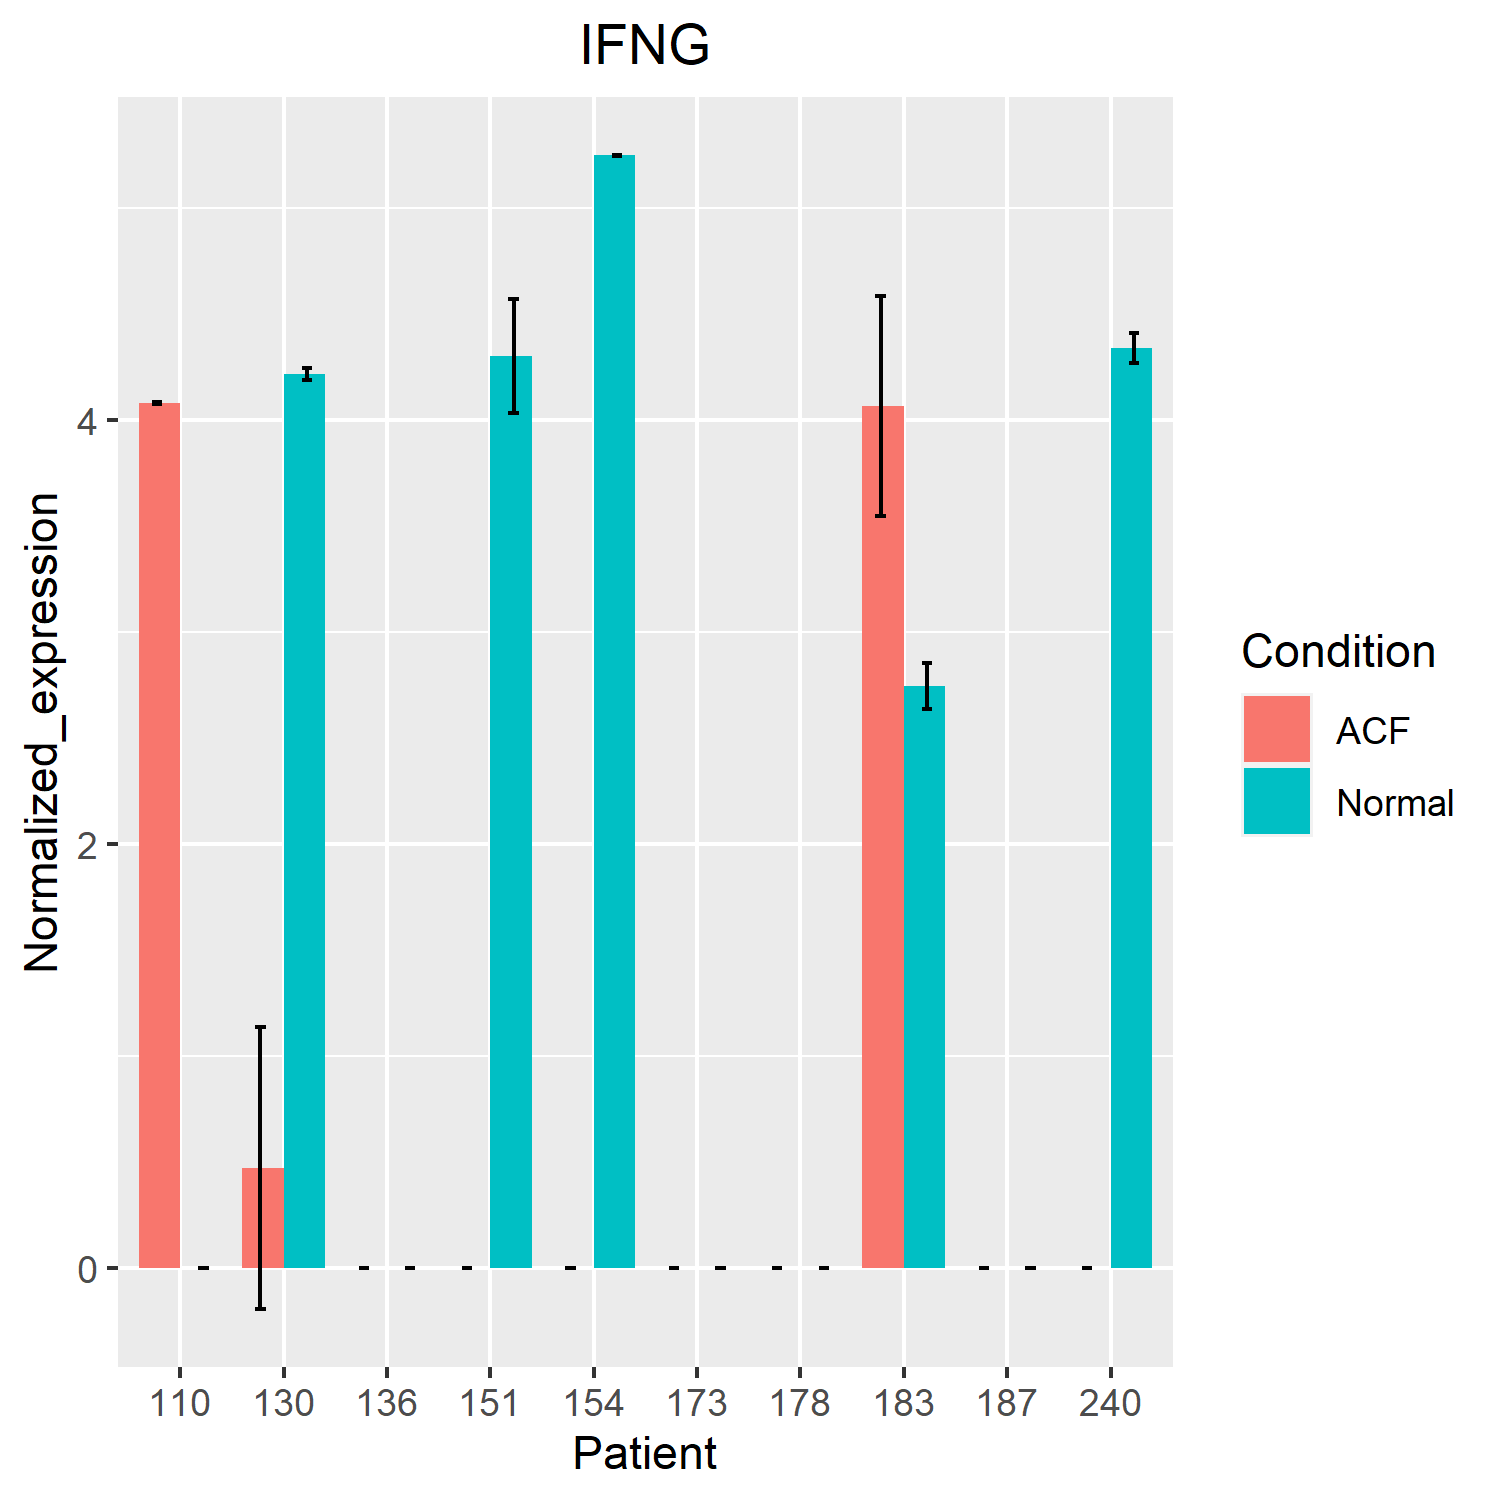 IFNG
Normalized_expression
4
2
0
110 130 136 151 154 173 178 183 187 240
Patient
Condition
ACF
Normal